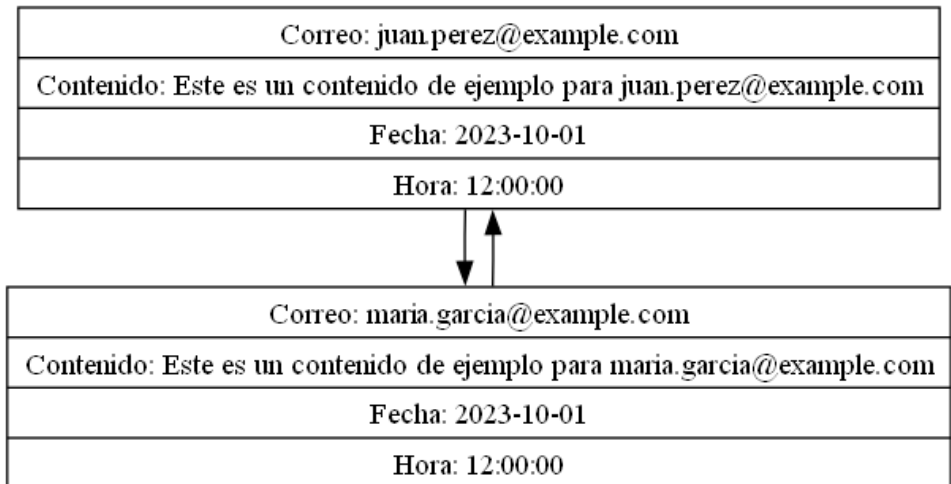 Correo: juan.perez@example.com
Contenido: Este es un contenido de ejemplo para juan.perez@example.com
Fecha: 2023-10-01
Hora: 12:00:00
Correo: maria.garcia@example.com
Contenido: Este es un contenido de ejemplo para maria.garcia@example.com
Fecha: 2023-10-01
Hora: 12:00:00